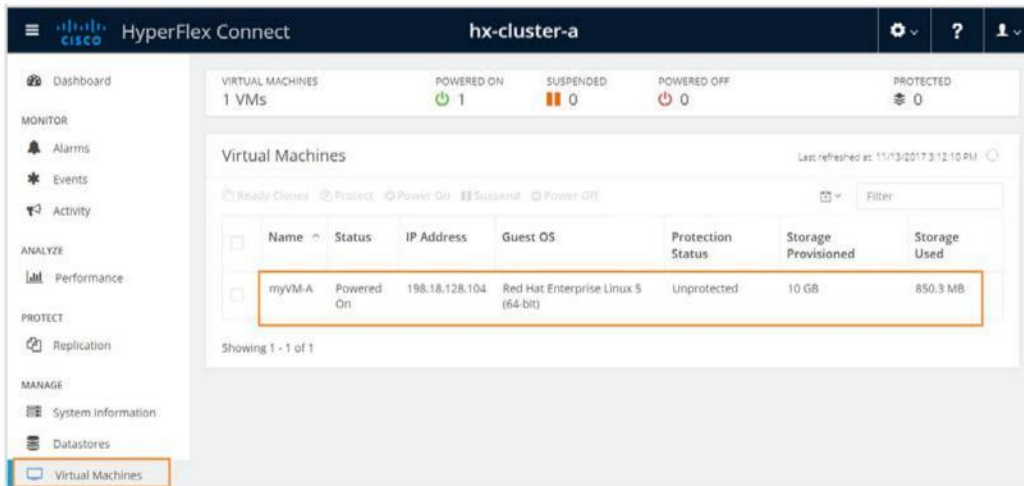 CISCO HyperFlex Connect hx-cluster-a ?
Dashboard
MONITOR
Alarms
Events
Activity
ANALYZE
Performance
PROTECT
Replication
MANAGE
System Information
Datastores
Virtual Machines
VIRTUAL MACHINES POWERED ON SUSPENDED POWERED OFF PROTECTED
1 VMs 1 0 0 0
Virtual Machines Last refreshed at: 11/13/2017 3:12:10 PM
Ready Clones Protect Power On Suspend Power Off Filter
Name Status IP Address Guest OS Protection Storage Storage
Status Provisioned Used
myVM-A Powered 198.18.128.104 Red Hat Enterprise Linux 5 Unprotected 10 GB 850.3 MB
On (64-bit)
Showing 1 - 1 of 1